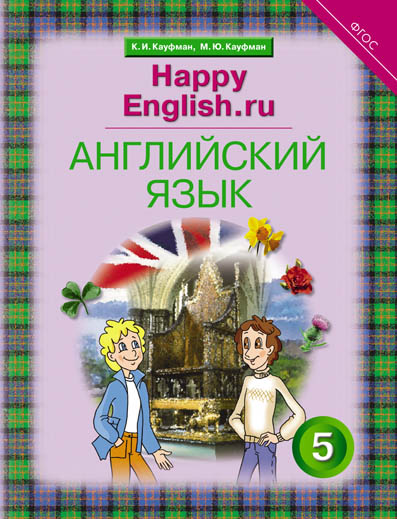 К. И. Кауфман, М. Ю. Кауфман
ФГОС
Happy
English.ru
АНГЛИЙСКИЙ
ЯЗЫК
5